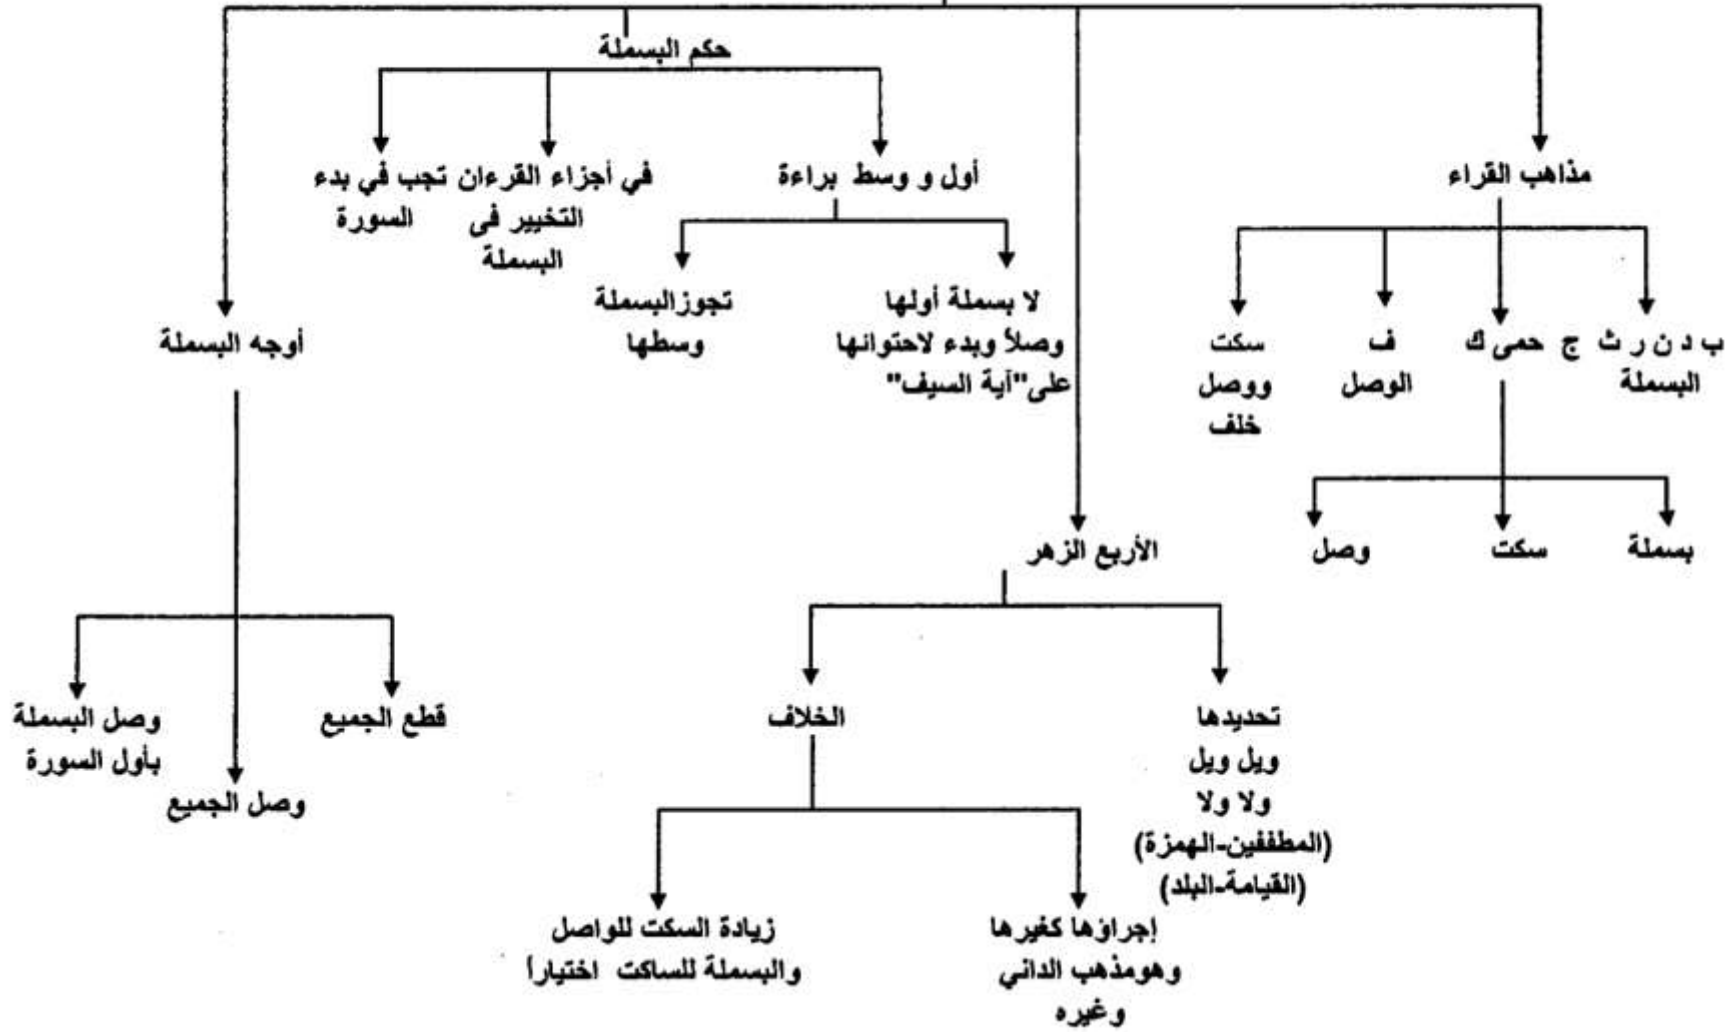 حكم البسملة
مذاهب القراء
ب د ن ر ث
البسملة
ج حمى ك
ف
الوصل
سكت
ووصل
خلف
بسملة
سكت
وصل
أول و وسط براءة
لا بسملة أولها
وصلاً وبدء لاحتوانها
على"آية السيف"
تجوزالبسملة
وسطها
في أجزاء القرءان
التخيير فى
البسملة
تجب في بدء
السورة
الأربع الزهر
تحديدها
ويل ويل
ولا ولا
(المطففين-الهمزة)
(القيامة-البلد)
الخلاف
إجراؤها كغيرها
وهومذهب الداني
وغيره
زيادة السكت للواصل
والبسملة للساكت اختياراً
أوجه البسملة
قطع الجميع
وصل الجميع
وصل البسملة
بأول السورة